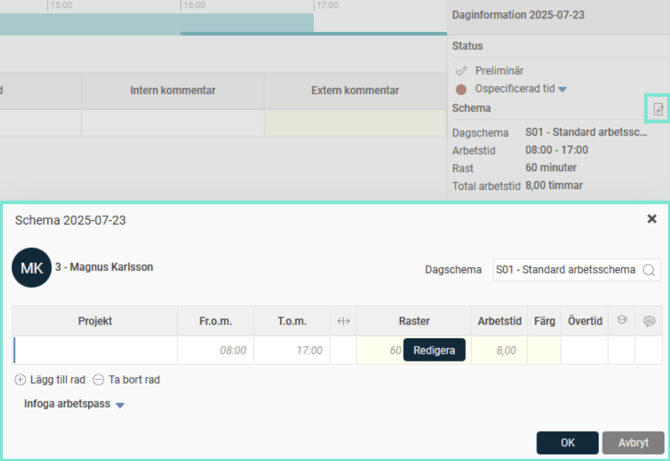 15:00 16:00 17:00
Daginformation 2025-07-23
Status
Preliminär
Ospecificerad tid
Intern kommentar Extern kommentar
Schema
Dagschema S01 - Standard arbetssc...
Arbetstid 08:00 - 17:00
Rast 60 minuter
Total arbetstid 8,00 timmar
Schema 2025-07-23
MK 3 - Magnus Karlsson
Dagschema S01 - Standard arbetsschema
Projekt Fr.o.m. T.o.m. Raster Arbetstid Färg Övertid
08:00 17:00 60 Redigera 8,00
Lägg till rad Ta bort rad
Infoga arbetspass
OK Avbryt